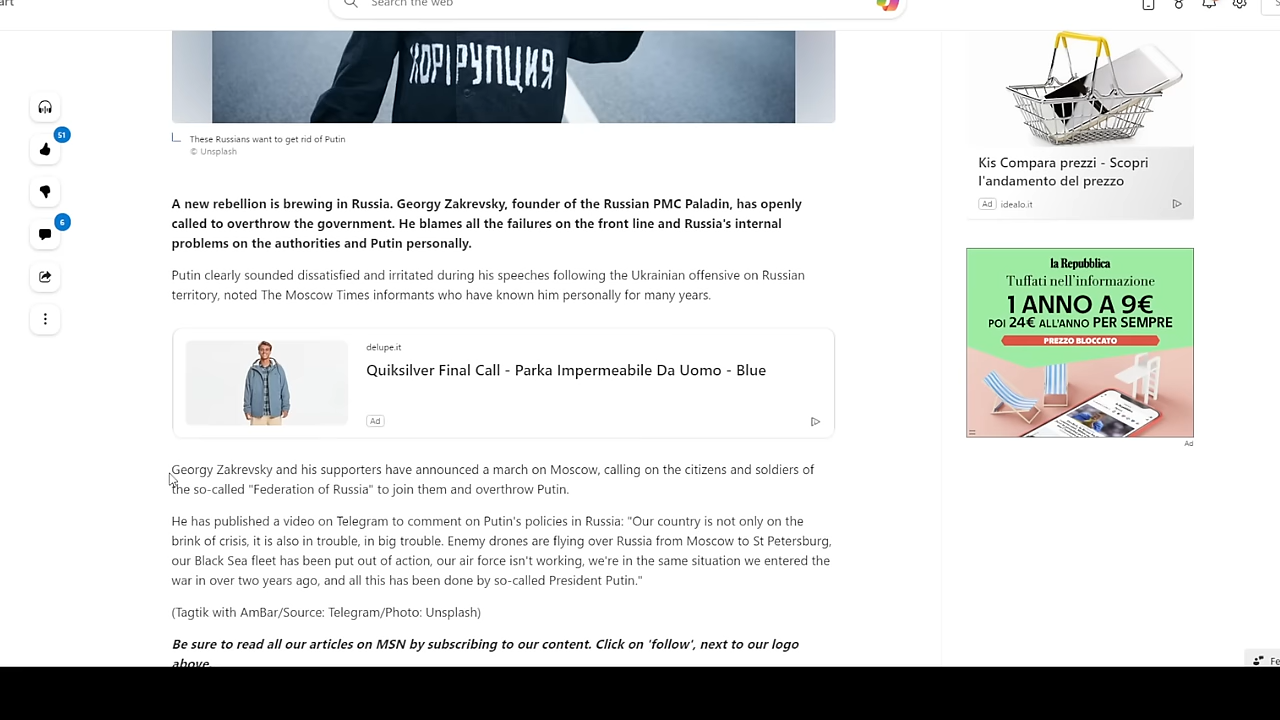 art
Search the web
КОРІРУПЦИЯ
51
6
These Russians want to get rid of Putin
© Unsplash
A new rebellion is brewing in Russia. Georgy Zakrevsky, founder of the Russian PMC Paladin, has openly
called to overthrow the government. He blames all the failures on the front line and Russia's internal
problems on the authorities and Putin personally.
Putin clearly sounded dissatisfied and irritated during his speeches following the Ukrainian offensive on Russian
territory, noted The Moscow Times informants who have known him personally for many years.
delupe.it
Quiksilver Final Call - Parka Impermeabile Da Uomo - Blue
Ad
Georgy Zakrevsky and his supporters have announced a march on Moscow, calling on the citizens and soldiers of
the so-called "Federation of Russia" to join them and overthrow Putin.
He has published a video on Telegram to comment on Putin's policies in Russia: "Our country is not only on the
brink of crisis, it is also in trouble, in big trouble. Enemy drones are flying over Russia from Moscow to St Petersburg,
our Black Sea fleet has been put out of action, our air force isn't working, we're in the same situation we entered the
war in over two years ago, and all this has been done by so-called President Putin."
(Tagtik with AmBar/Source: Telegram/Photo: Unsplash)
Be sure to read all our articles on MSN by subscribing to our content. Click on 'follow', next to our logo
above.
Kis Compara prezzi - Scopri
l'andamento del prezzo
Ad idealo.it
la Repubblica
Tuffati nell'informazione
1 ANNO A 9€
POI 24€ ALL'ANNO PER SEMPRE
PREZZO BLOCCATO
Ad
Fe